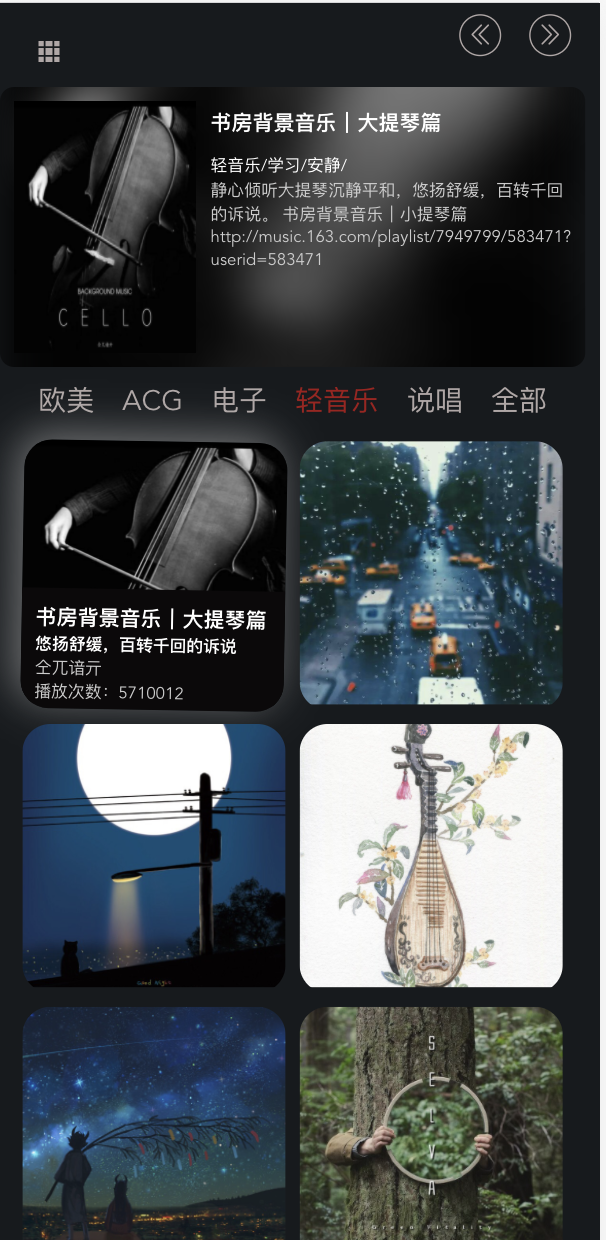 书房背景音乐｜大提琴篇
轻音乐/学习/安静/
静心倾听大提琴沉静平和，悠扬舒缓，百转千回
的诉说。 书房背景音乐｜小提琴篇
http://music.163.com/playlist/7949799/583471?
userid=583471
BACKGROUND MUSIC
CELLO
欧美 ACG 电子 轻音乐 说唱 全部
书房背景音乐｜大提琴篇
悠扬舒缓，百转千回的诉说
仝兀谙亓
播放次数：5710012
SELVA
Green Vitality